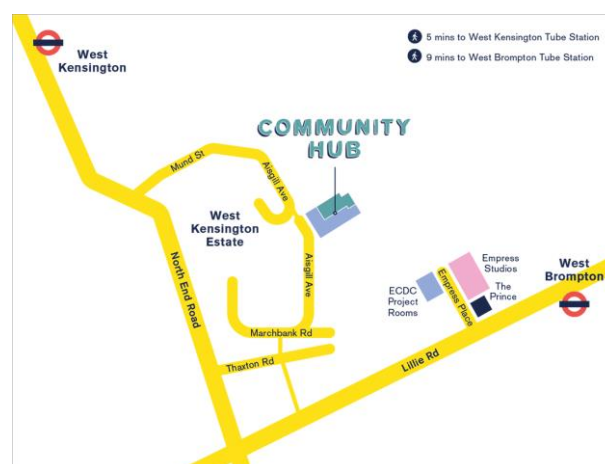 West
Kensington
5 mins to West Kensington Tube Station
9 mins to West Brompton Tube Station
COMMUNITY
HUB
Mund St
Aisgill Ave
West
Kensington
Estate
North End Road
Aisgill Ave
Marchbank Rd
Thaxton Rd
ECDC
Project
Rooms
Empress Place
Empress
Studios
The
Prince
West
Brompton
Lillie Rd